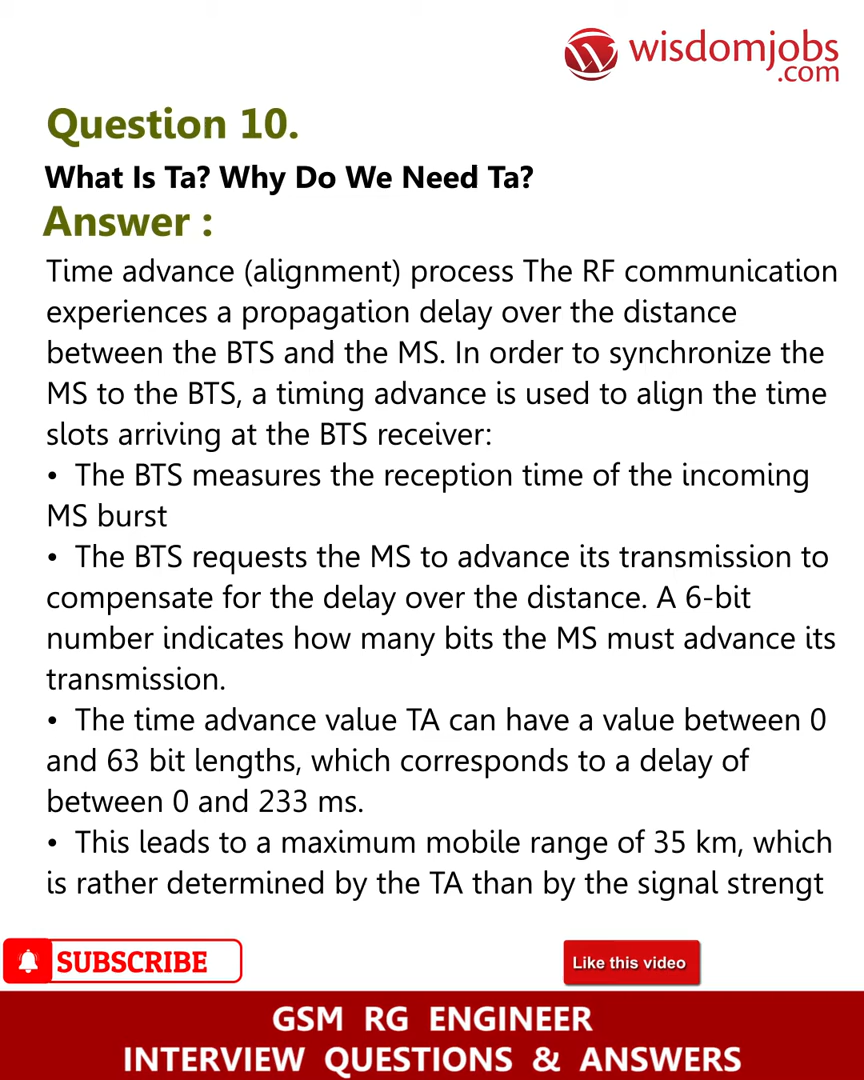 wisdomjobs
.com
Question 10.
What Is Ta? Why Do We Need Ta?
Answer :
Time advance (alignment) process The RF communication
experiences a propagation delay over the distance
between the BTS and the MS. In order to synchronize the
MS to the BTS, a timing advance is used to align the time
slots arriving at the BTS receiver:
• The BTS measures the reception time of the incoming
MS burst
• The BTS requests the MS to advance its transmission to
compensate for the delay over the distance. A 6-bit
number indicates how many bits the MS must advance its
transmission.
• The time advance value TA can have a value between 0
and 63 bit lengths, which corresponds to a delay of
between 0 and 233 ms.
• This leads to a maximum mobile range of 35 km, which
is rather determined by the TA than by the signal strengt
SUBSCRIBE
Like this video
GSM RG ENGINEER
INTERVIEW QUESTIONS & ANSWERS